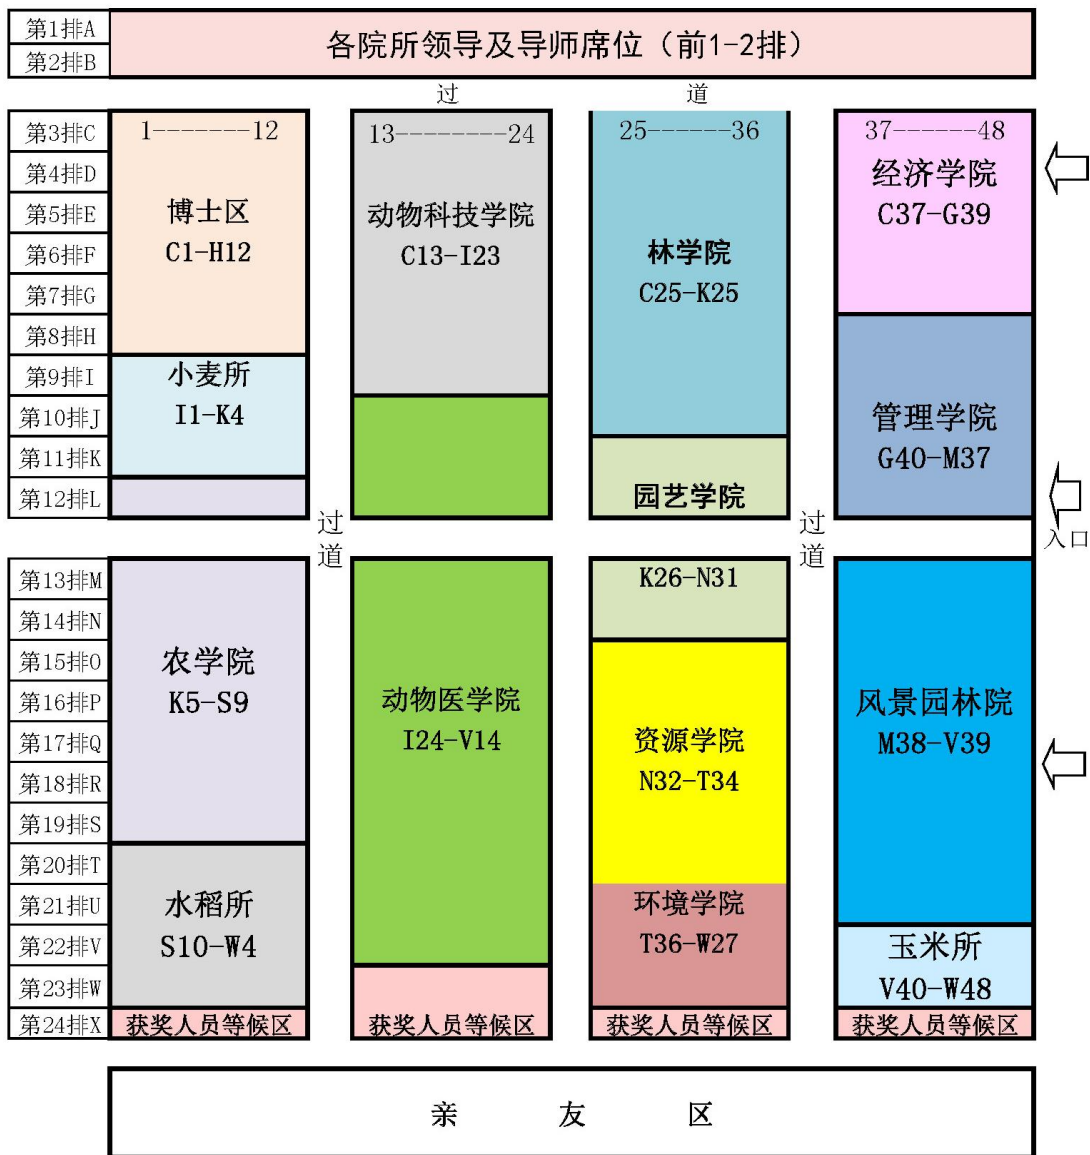 第1排A
第2排B
各院所领导及导师席位（前1-2排）
过 道
第3排C
第4排D
第5排E
第6排F
第7排G
第8排H
第9排I
第10排J
第11排K
第12排L
1-------12
博士区
C1-H12
小麦所
I1-K4
13--------24
动物科技学院
C13-I23
25------36
林学院
C25-K25
园艺学院
37------48
经济学院
C37-G39
管理学院
G40-M37
过道
过道
入口
第13排M
第14排N
第15排O
第16排P
第17排Q
第18排R
第19排S
第20排T
第21排U
第22排V
第23排W
第24排X
农学院
K5-S9
水稻所
S10-W4
获奖人员等候区
动物医学院
I24-V14
获奖人员等候区
K26-N31
资源学院
N32-T34
环境学院
T36-W27
获奖人员等候区
风景园林院
M38-V39
玉米所
V40-W48
获奖人员等候区
亲 友 区